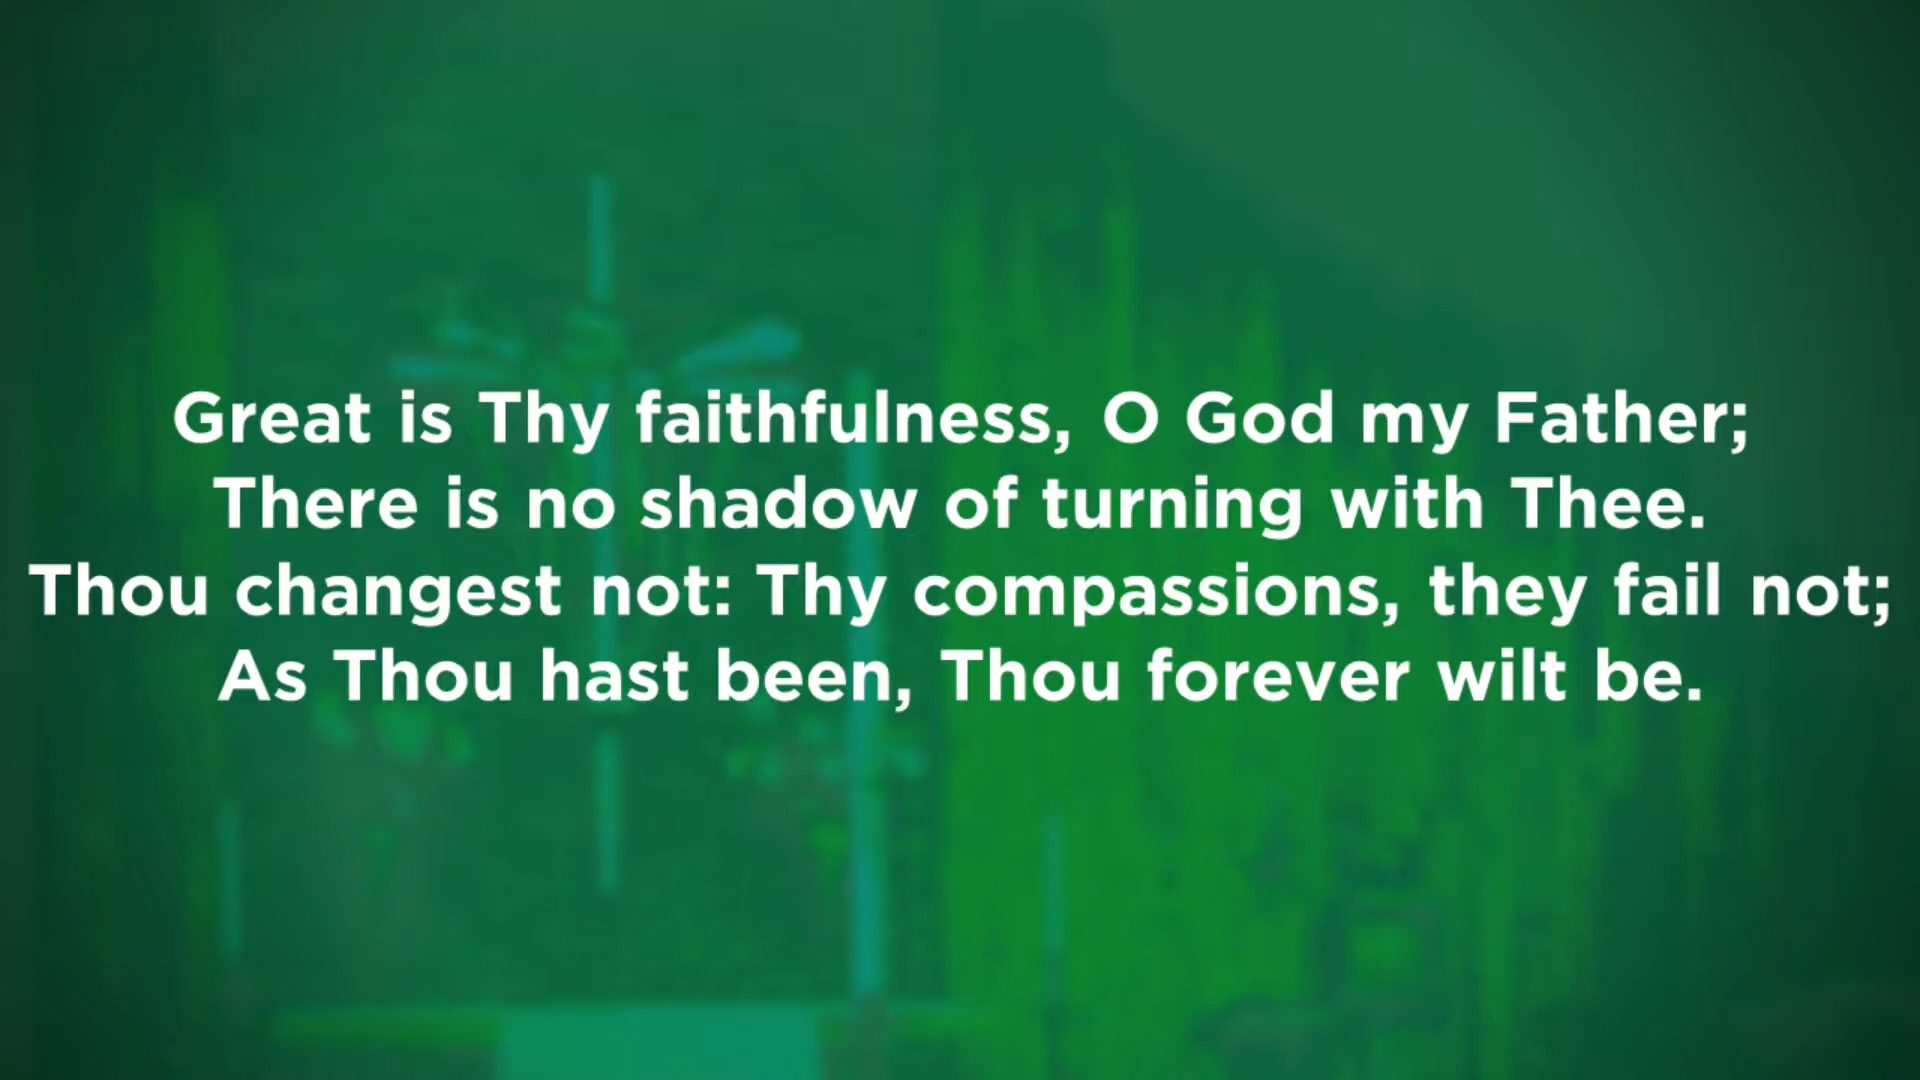 Great is Thy faithfulness, O God my Father;
There is no shadow of turning with Thee.
Thou changest not: Thy compassions, they fail not;
As Thou hast been, Thou forever wilt be.